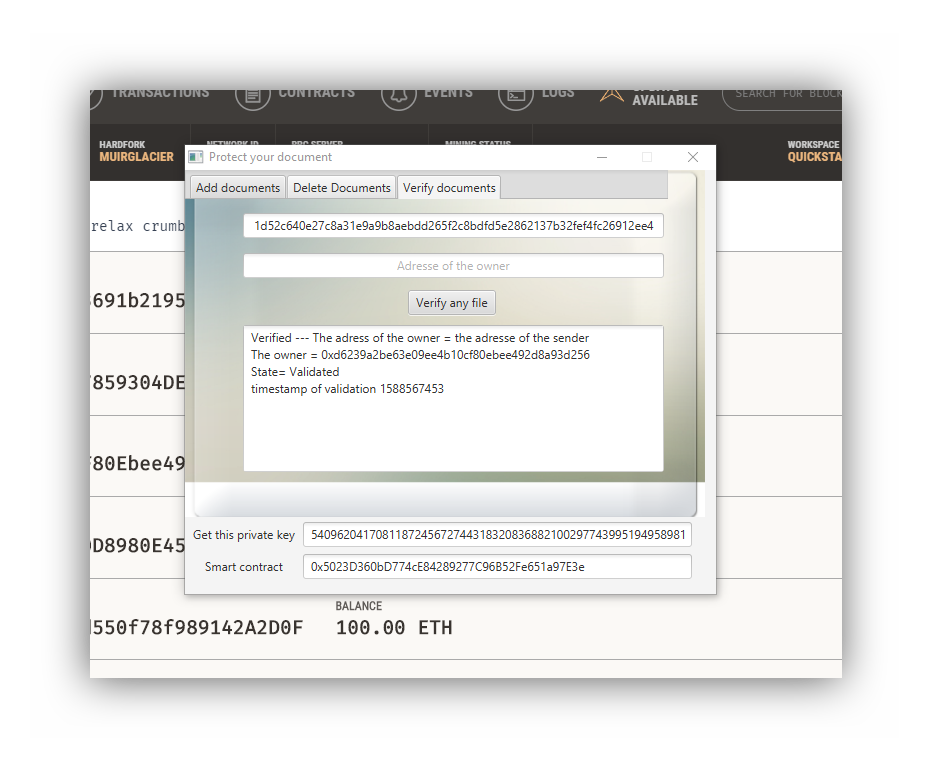 TRANSACTIONS
CONTRACTS
EVENTS
LOGS
AVAILABLE
SEARCH FOR BLOCK
HARDFORK
MUIRGLACIER
NETWORK ID
RPC SERVER
MINING STATUS
WORKSPACE
QUICKSTA
Protect your document
Add documents
Delete Documents
Verify documents
relax crumb
1d52c640e27c8a31e9a9b8aebdd265f2c8bdfd5e2862137b32fef4fc26912ee4
Adresse of the owner
Verify any file
691b2195
Verified --- The adress of the owner = the adresse of the sender
The owner = 0xd6239a2be63e09ee4b10cf80ebee492d8a93d256
State= Validated
timestamp of validation 1588567453
859304DE
80Ebee49
D8980E45
Get this private key
5409620417081187245672744318320836882100297743995194958981
Smart contract
0x5023D360bD774cE84289277C96B52Fe651a97E3e
550f78f989142A2D0F
BALANCE
100.00 ETH